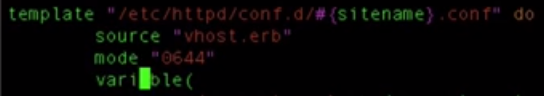 template "/etc/httpd/conf.d/#{sitename}.conf" do
source "vhost.erb"
mode "0644"
variable(